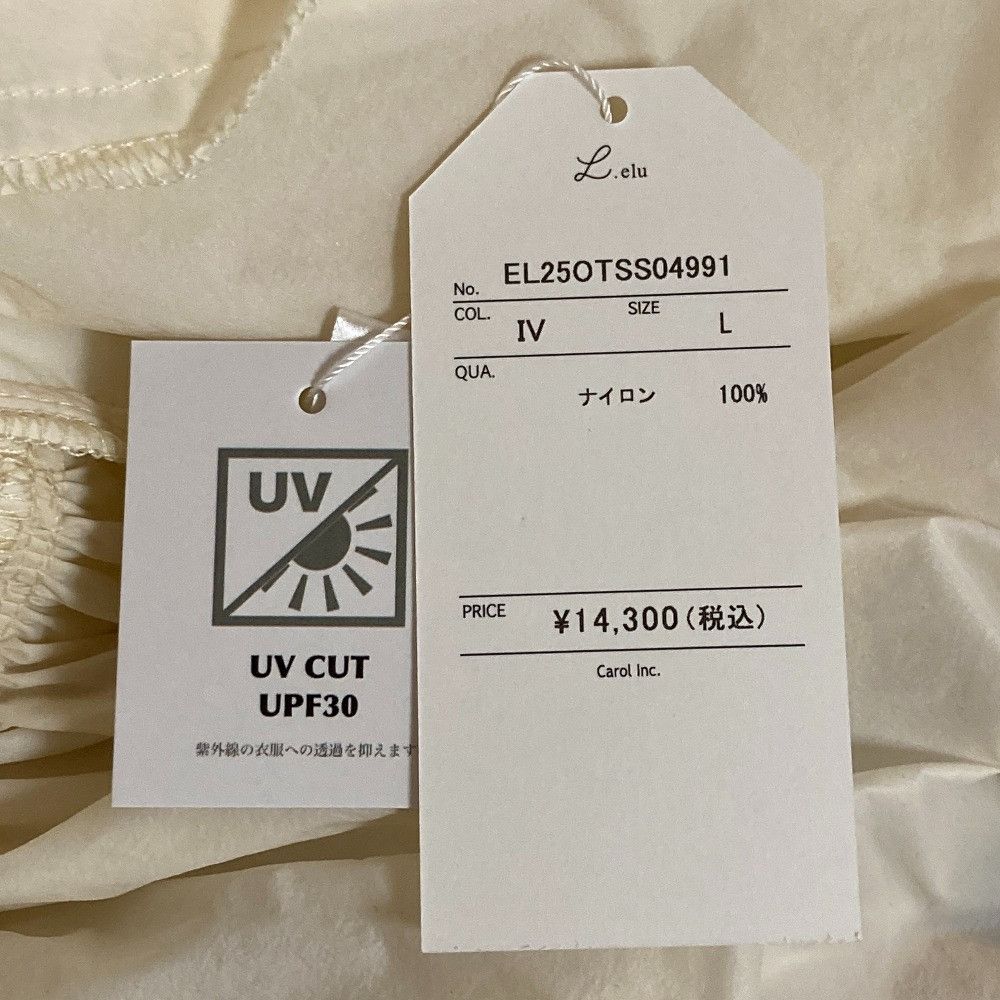 L.elu
No. EL25OTSS04991
COL. IV SIZE L
QUA.
ナイロン 100%
PRICE ¥14,300(税込)
Carol Inc.
UV
UV CUT
UPF30
紫外線の衣服への透過を抑えます